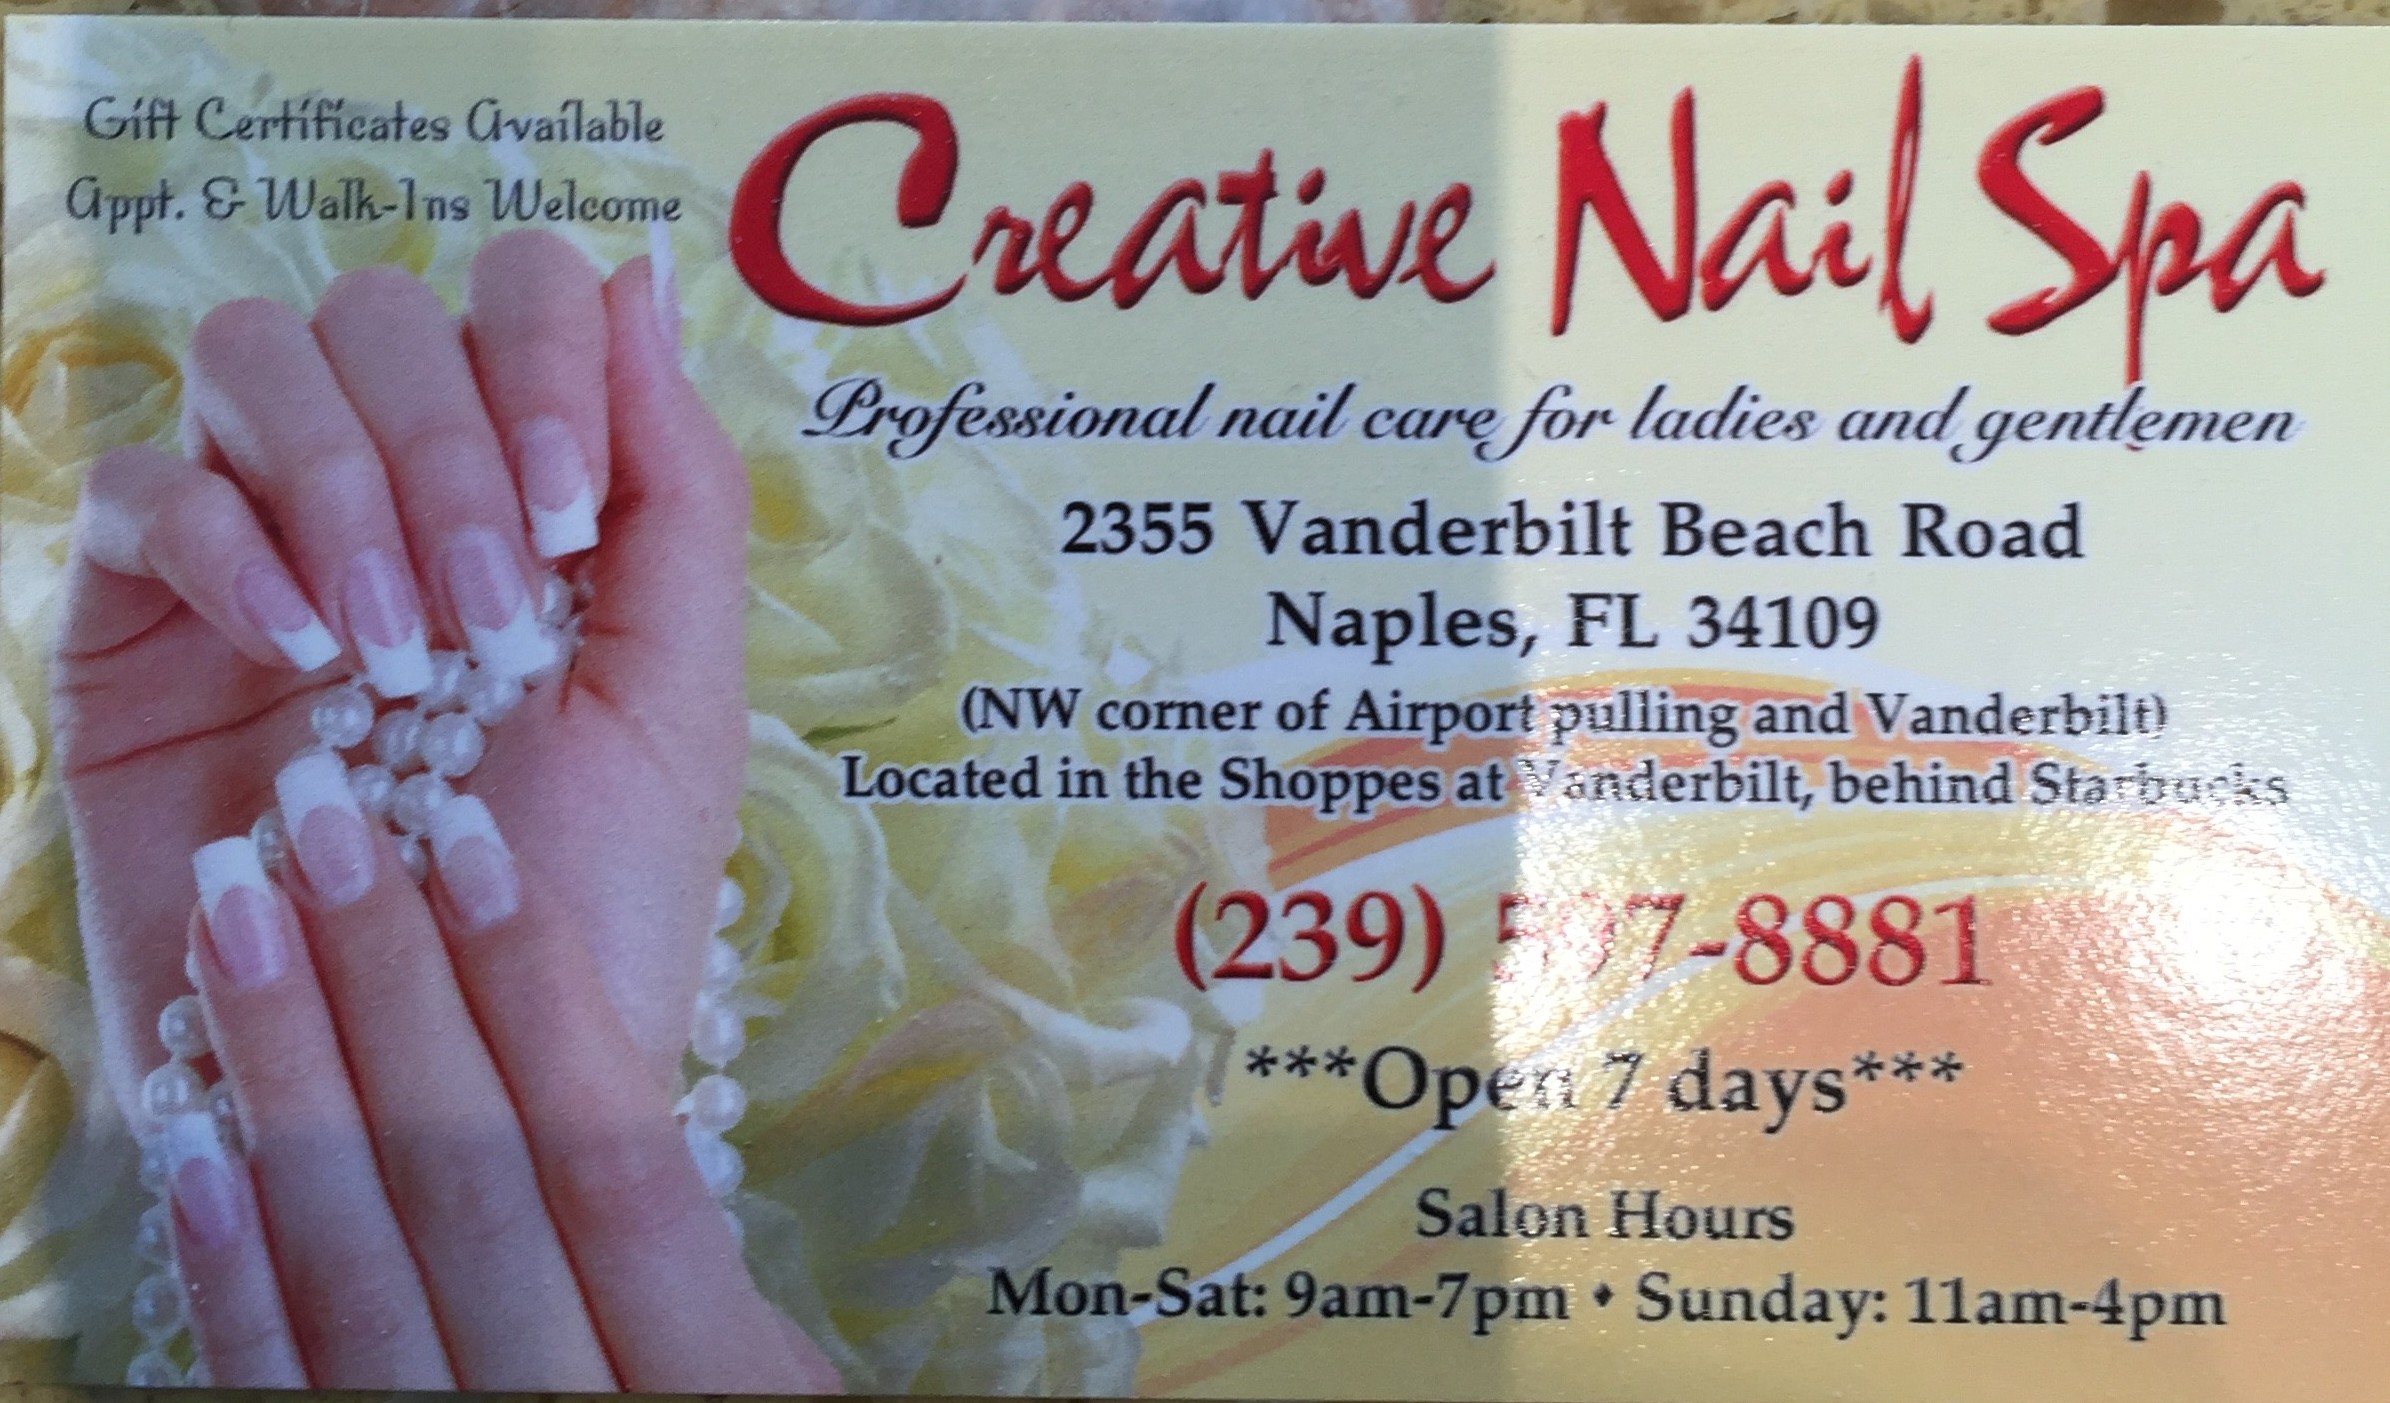 Gift Certificates Available
Appt. & Walk-Ins Welcome
Creative Nail Spa
Professional nail care for ladies and gentlemen
2355 Vanderbilt Beach Road
Naples, FL 34109
(NW corner of Airport pulling and Vanderbilt)
Located in the Shoppes at Vanderbilt, behind Starbucks
(239) 597-8881
***Open 7 days***
Salon Hours
Mon-Sat: 9am-7pm • Sunday: 11am-4pm